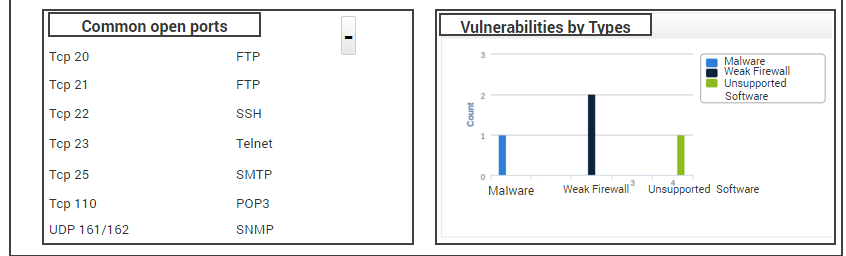 Common open ports
-
Tcp 20 FTP
Tcp 21 FTP
Tcp 22 SSH
Tcp 23 Telnet
Tcp 25 SMTP
Tcp 110 POP3
UDP 161/162 SNMP
Vulnerabilities by Types
3
2
1
0
Count
Malware
Weak Firewall
Unsupported
Software
3
4
Malware Weak Firewall Unsupported Software